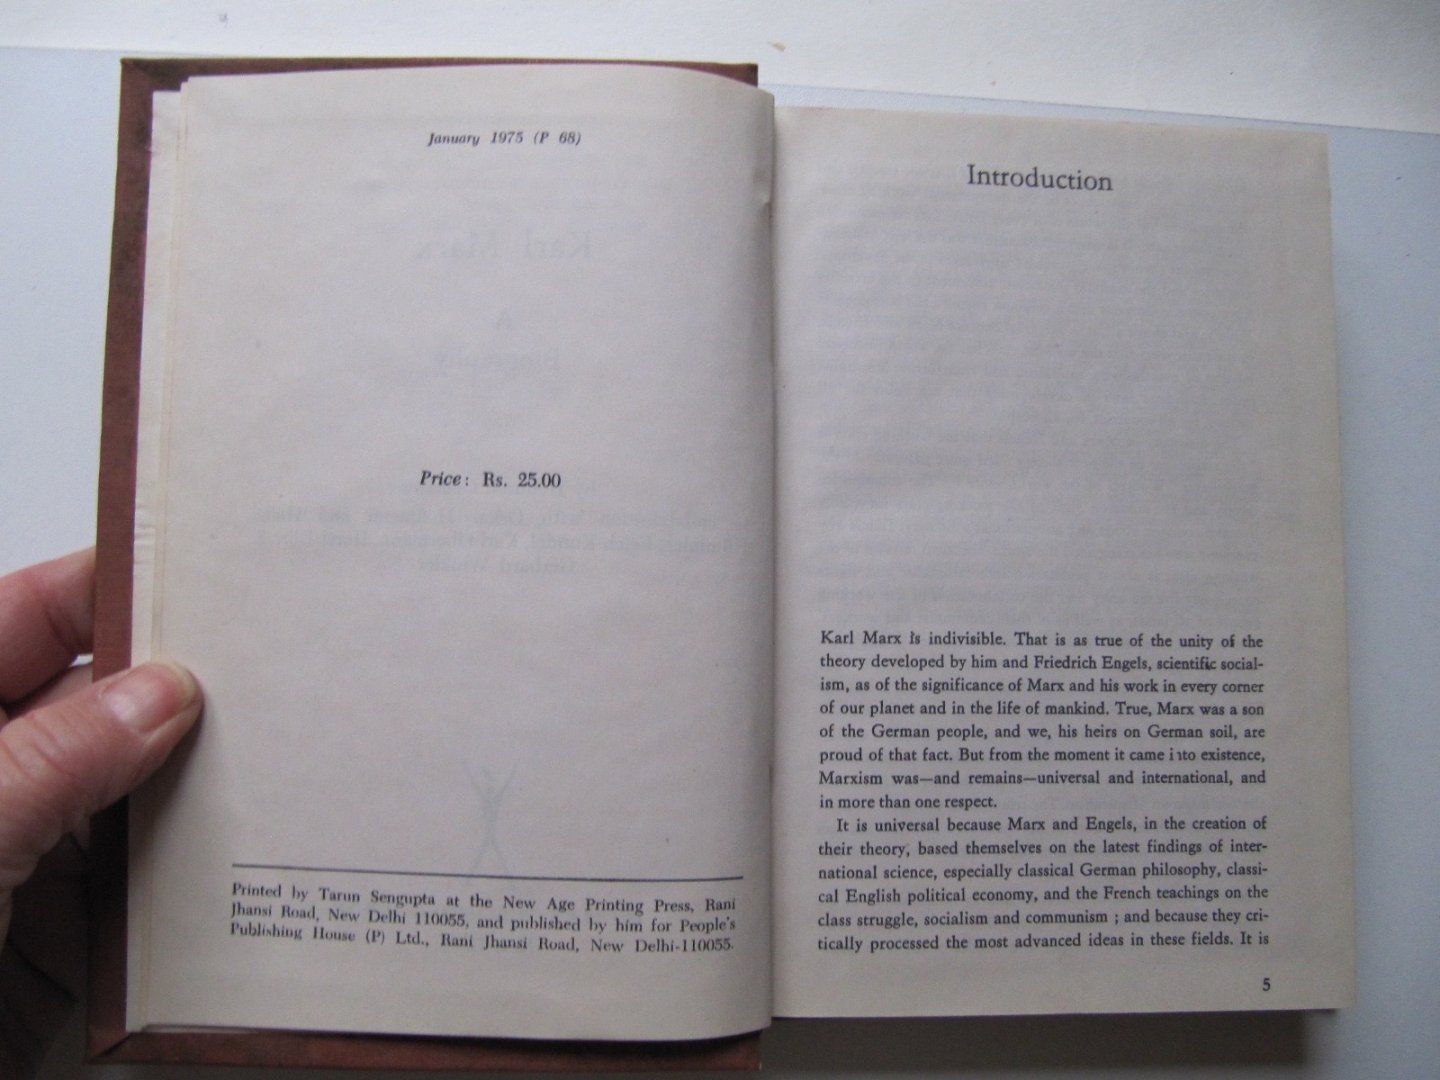 January 1975 (P 68)
Price: Rs. 25.00
Printed by Tarun Sengupta at the New Age Printing Press, Rani
Jhansi Road, New Delhi 110055, and published by him for People's
Publishing House (P) Ltd., Rani Jhansi Road, New Delhi-110055.
Introduction
Karl Marx is indivisible. That is as true of the unity of the
theory developed by him and Friedrich Engels, scientific social-
ism, as of the significance of Marx and his work in every corner
of our planet and in the life of mankind. True, Marx was a son
of the German people, and we, his heirs on German soil, are
proud of that fact. But from the moment it came into existence,
Marxism was—and remains—universal and international, and
in more than one respect.
It is universal because Marx and Engels, in the creation of
their theory, based themselves on the latest findings of inter-
national science, especially classical German philosophy, classi-
cal English political economy, and the French teachings on the
class struggle, socialism and communism ; and because they cri-
tically processed the most advanced ideas in these fields. It is
5